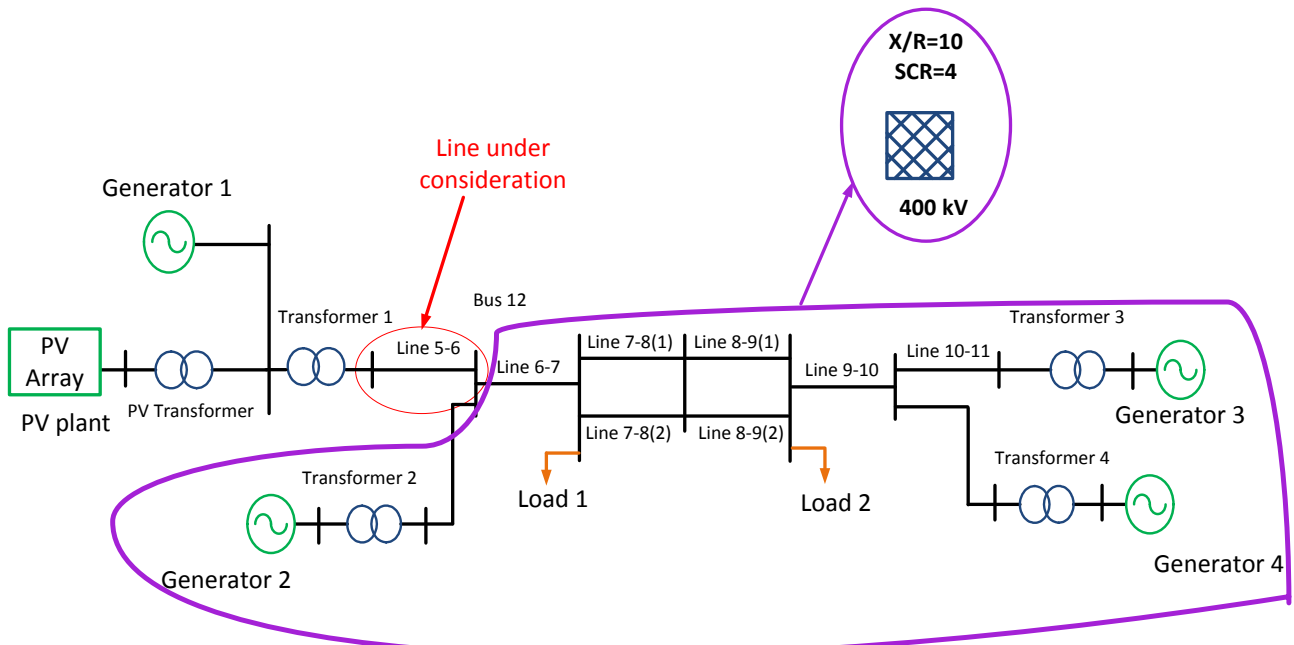 X/R=10
SCR=4
400 kV
Line under
consideration
Generator 1
Bus 12
Transformer 1
Transformer 3
PV
Array
Line 5-6
Line 7-8(1)
Line 8-9(1)
Line 10-11
Line 6-7
Line 9-10
PV Transformer
PV plant
Generator 3
Line 7-8(2)
Line 8-9(2)
Transformer 2
Transformer 4
Load 1
Load 2
Generator 2
Generator 4